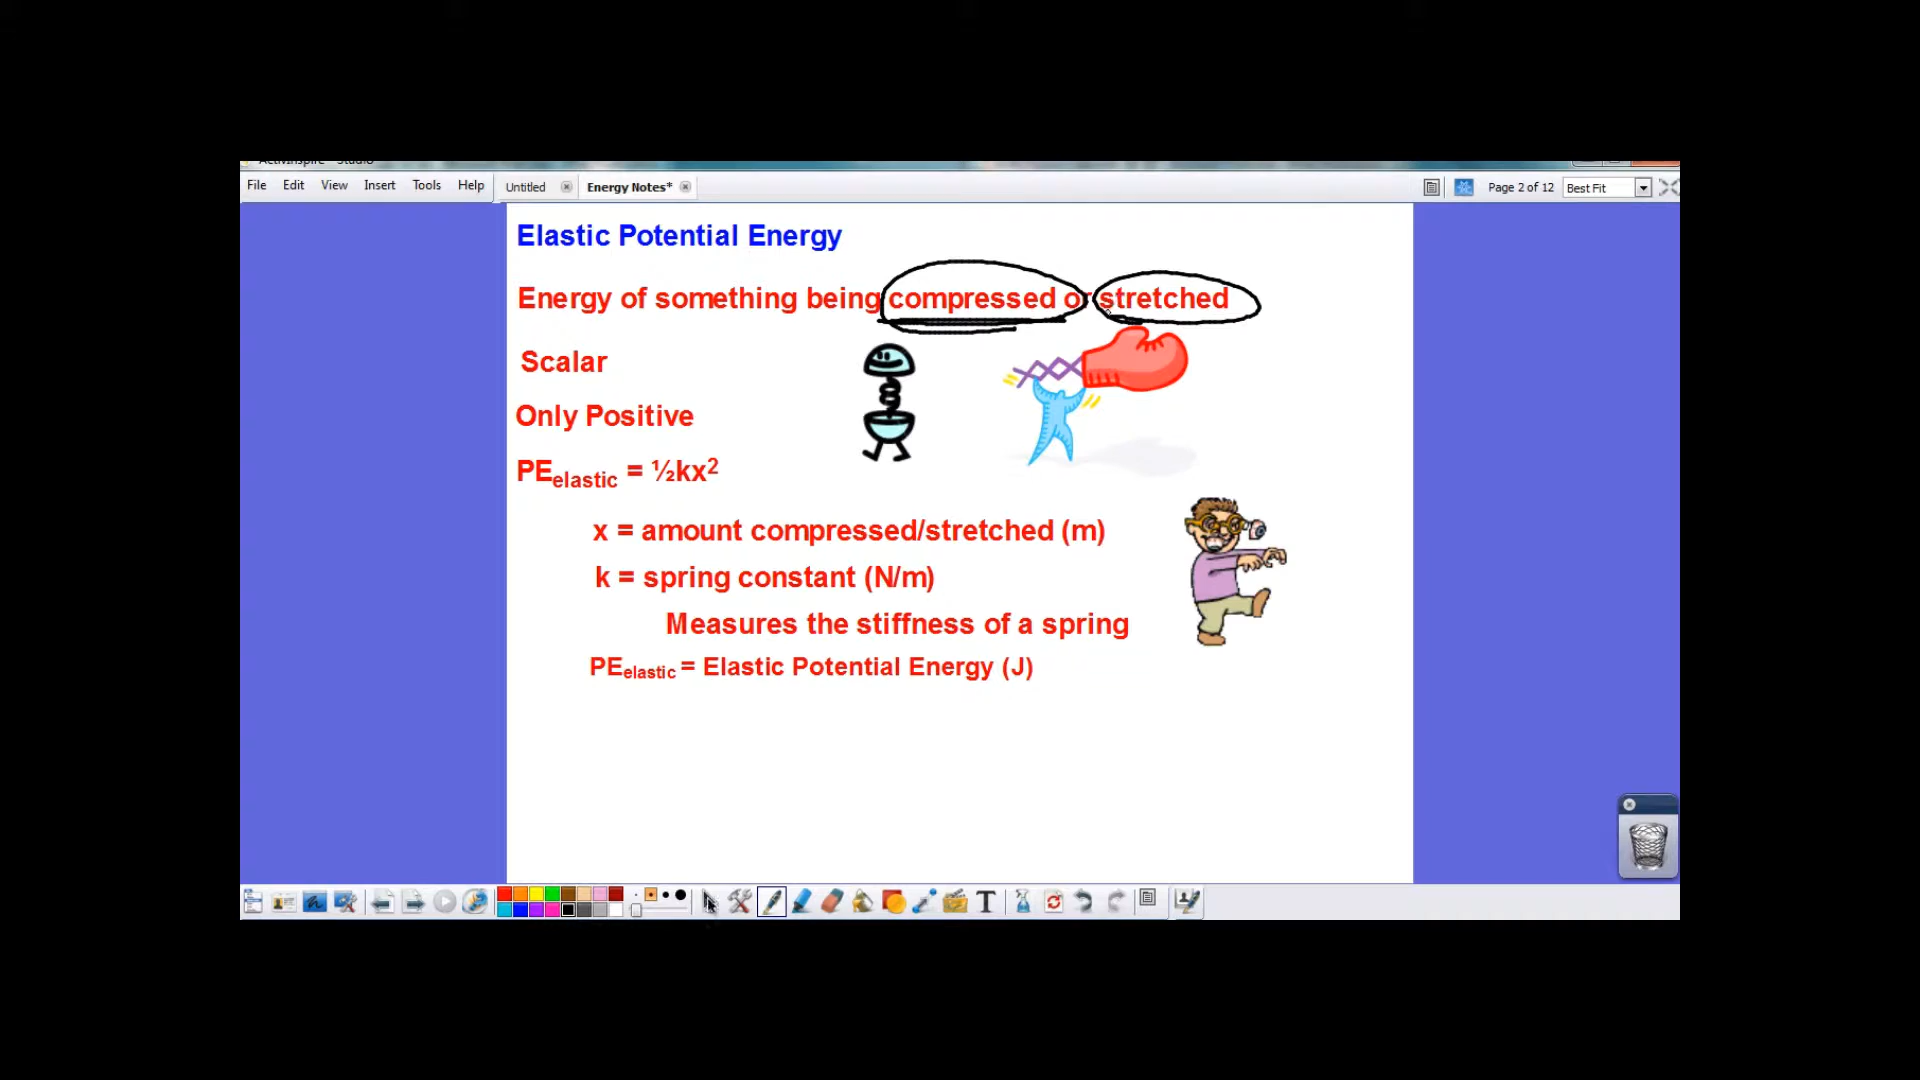 ActivInspire - Studio
File Edit View Insert Tools Help
Untitled
Energy Notes*
Page 2 of 12
Best Fit
Elastic Potential Energy
Energy of something being compressed or stretched
Scalar
Only Positive
PEelastic = ½kx²
x = amount compressed/stretched (m)
k = spring constant (N/m)
Measures the stiffness of a spring
PEelastic = Elastic Potential Energy (J)
T